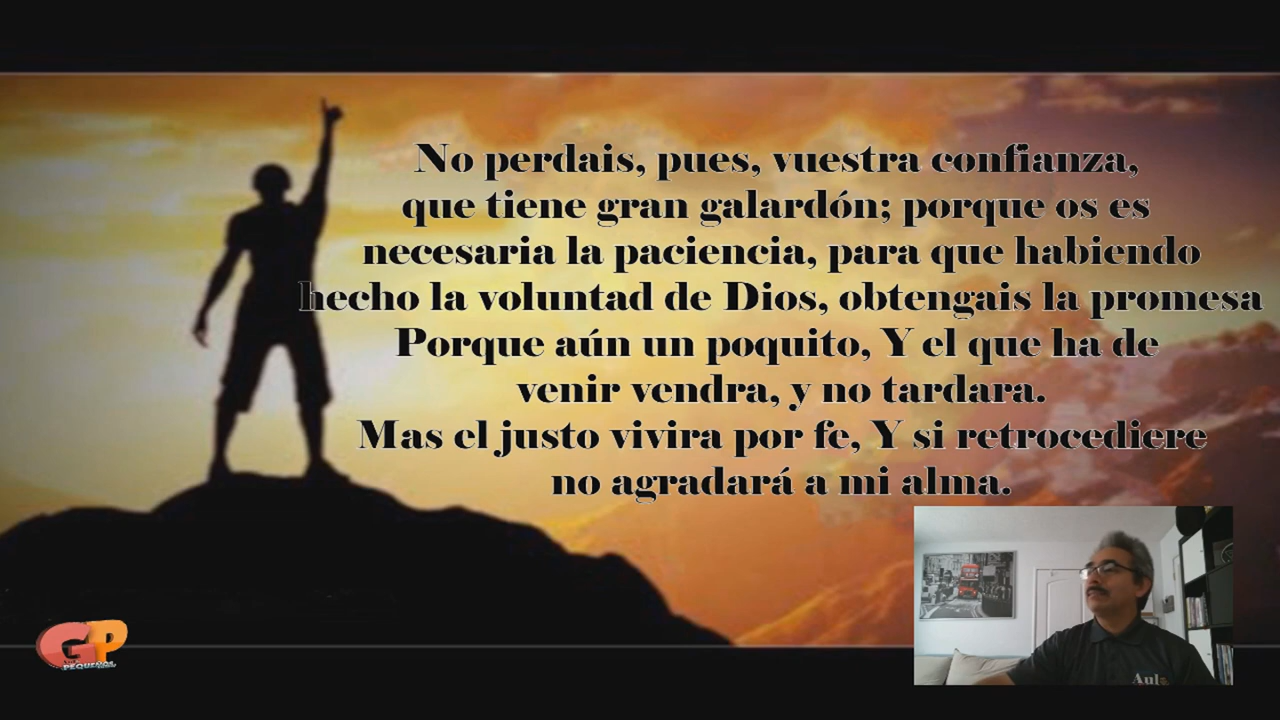 No perdais, pues, vuestra confianza,
que tiene gran galardón; porque os es
necesaria la paciencia, para que habiendo
hecho la voluntad de Dios, obtengais la promesa
Porque aún un poquito, Y el que ha de
venir vendra, y no tardara.
Mas el justo vivira por fe, Y si retrocediere
no agradará a mi alma.
GP
PEQUEÑOS
Aul